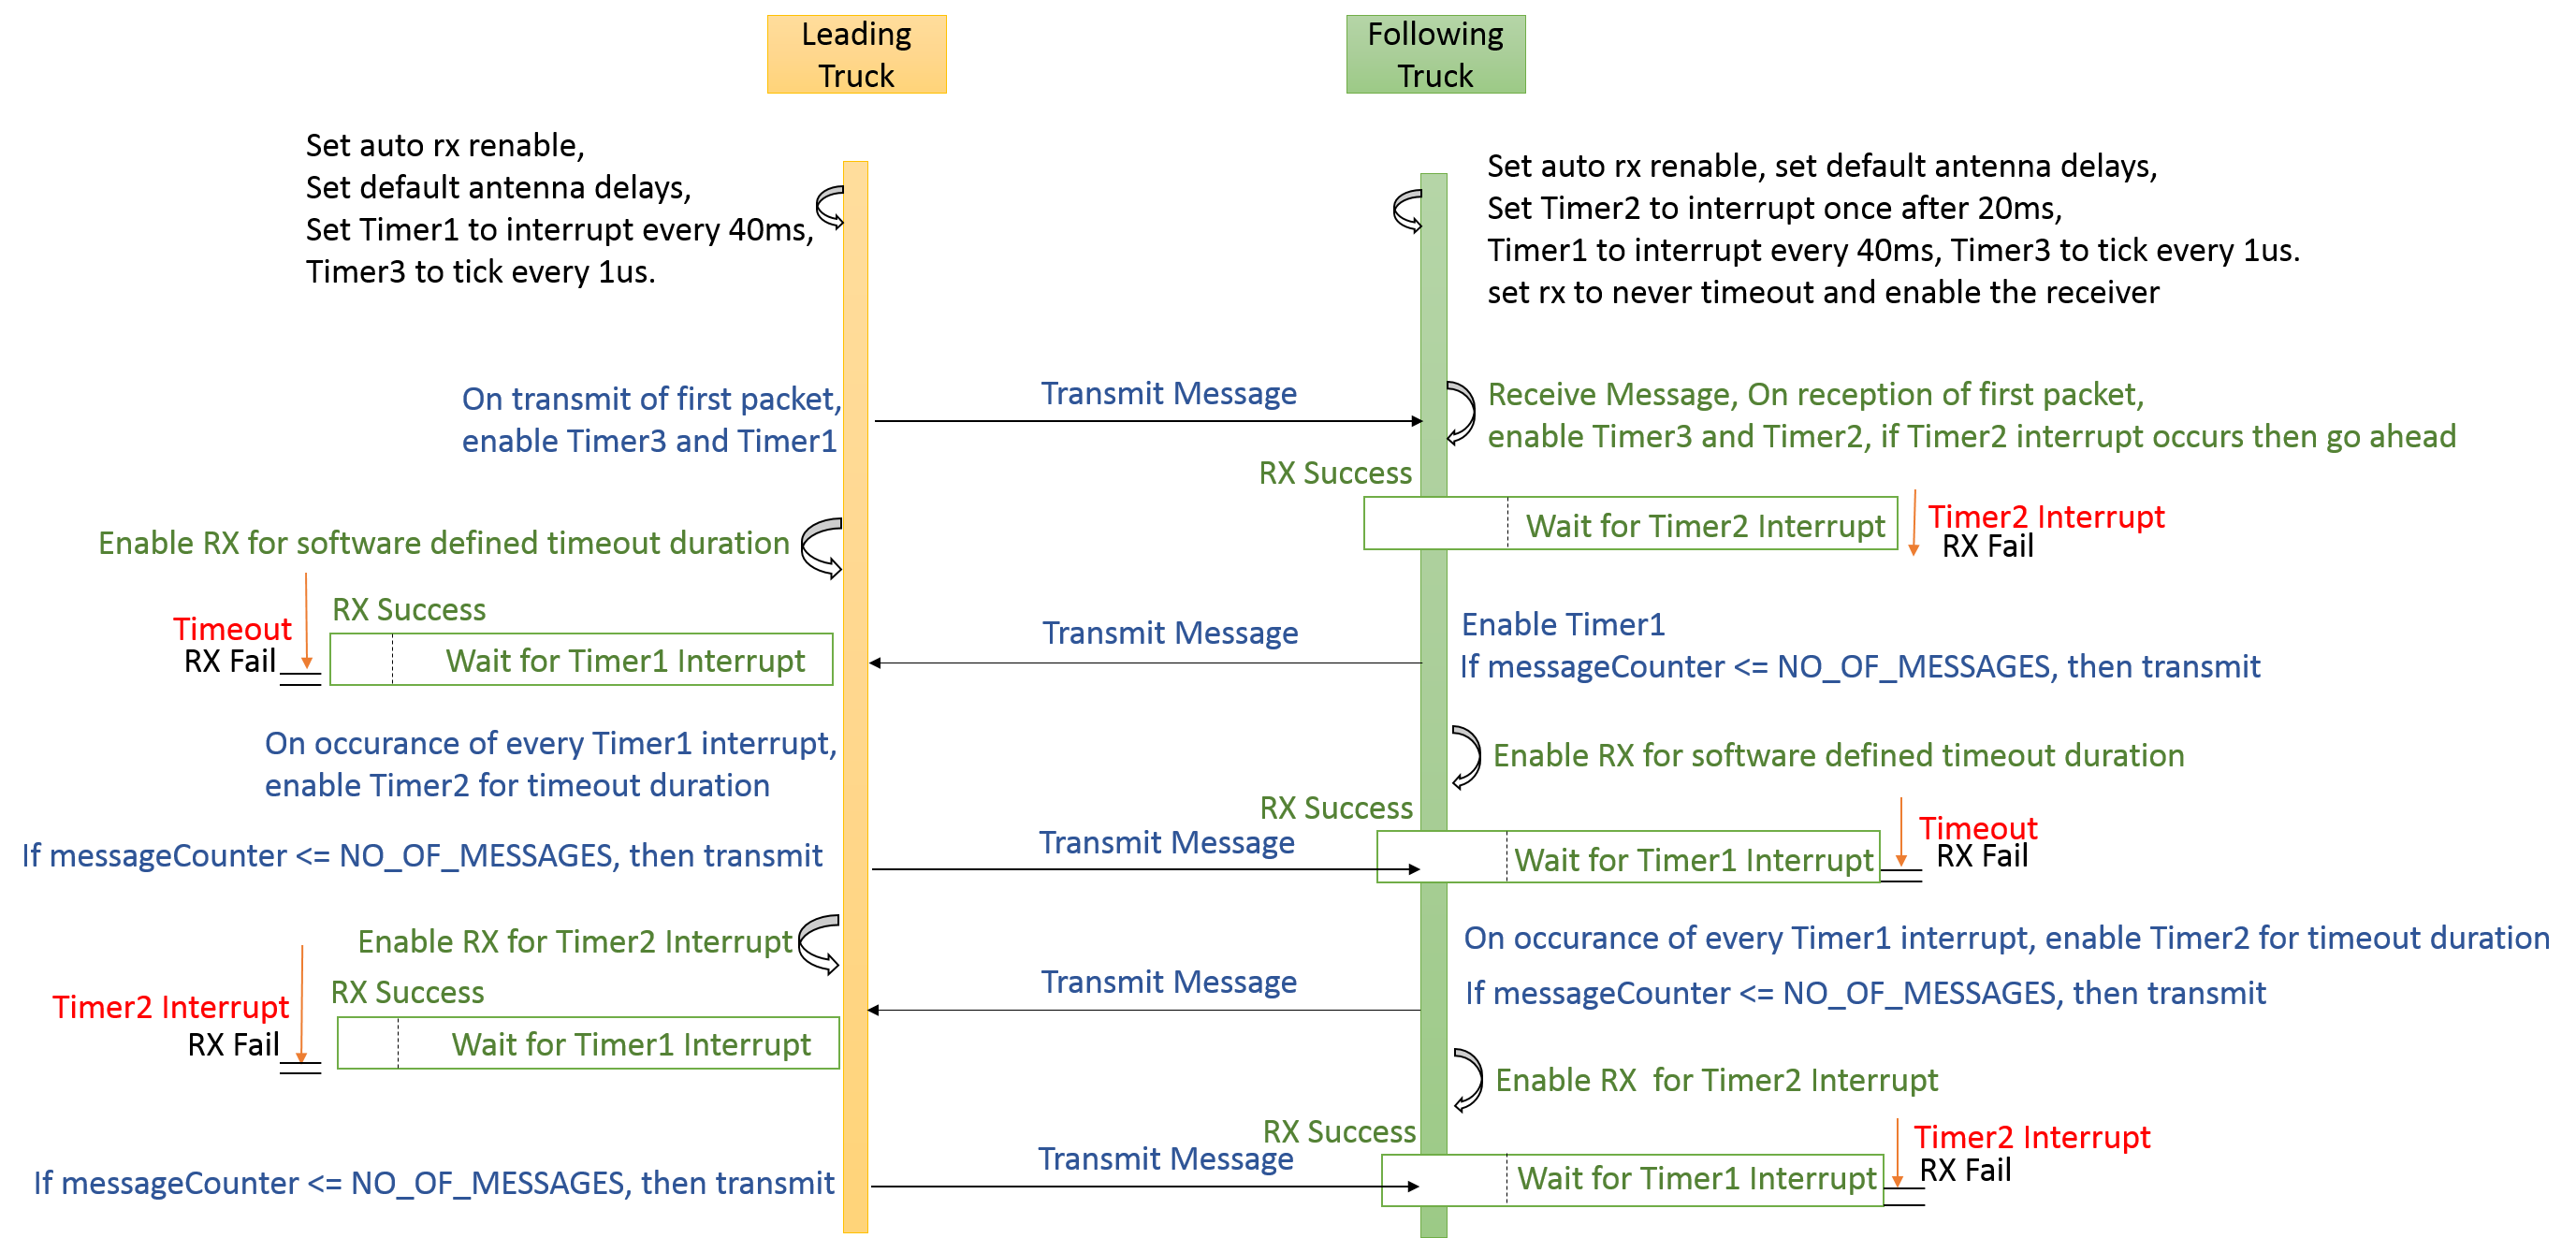 Leading
Truck
Following
Truck
Set auto rx renable,
Set default antenna delays,
Set Timer1 to interrupt every 40ms,
Timer3 to tick every 1us.
Set auto rx renable, set default antenna delays,
Set Timer2 to interrupt once after 20ms,
Timer1 to interrupt every 40ms, Timer3 to tick every 1us.
set rx to never timeout and enable the receiver
On transmit of first packet,
enable Timer3 and Timer1
Transmit Message
Receive Message, On reception of first packet,
enable Timer3 and Timer2, if Timer2 interrupt occurs then go ahead
RX Success
Wait for Timer2 Interrupt
Timer2 Interrupt
RX Fail
Enable RX for software defined timeout duration
RX Success
Timeout
RX Fail
Wait for Timer1 Interrupt
Transmit Message
Enable Timer1
If messageCounter <= NO_OF_MESSAGES, then transmit
On occurance of every Timer1 interrupt,
enable Timer2 for timeout duration
Enable RX for software defined timeout duration
RX Success
If messageCounter <= NO_OF_MESSAGES, then transmit
Transmit Message
Wait for Timer1 Interrupt
Timeout
RX Fail
Enable RX for Timer2 Interrupt
On occurance of every Timer1 interrupt, enable Timer2 for timeout duration
RX Success
Timer2 Interrupt
RX Fail
Wait for Timer1 Interrupt
Transmit Message
If messageCounter <= NO_OF_MESSAGES, then transmit
Enable RX  for Timer2 Interrupt
RX Success
If messageCounter <= NO_OF_MESSAGES, then transmit
Transmit Message
Wait for Timer1 Interrupt
Timer2 Interrupt
RX Fail